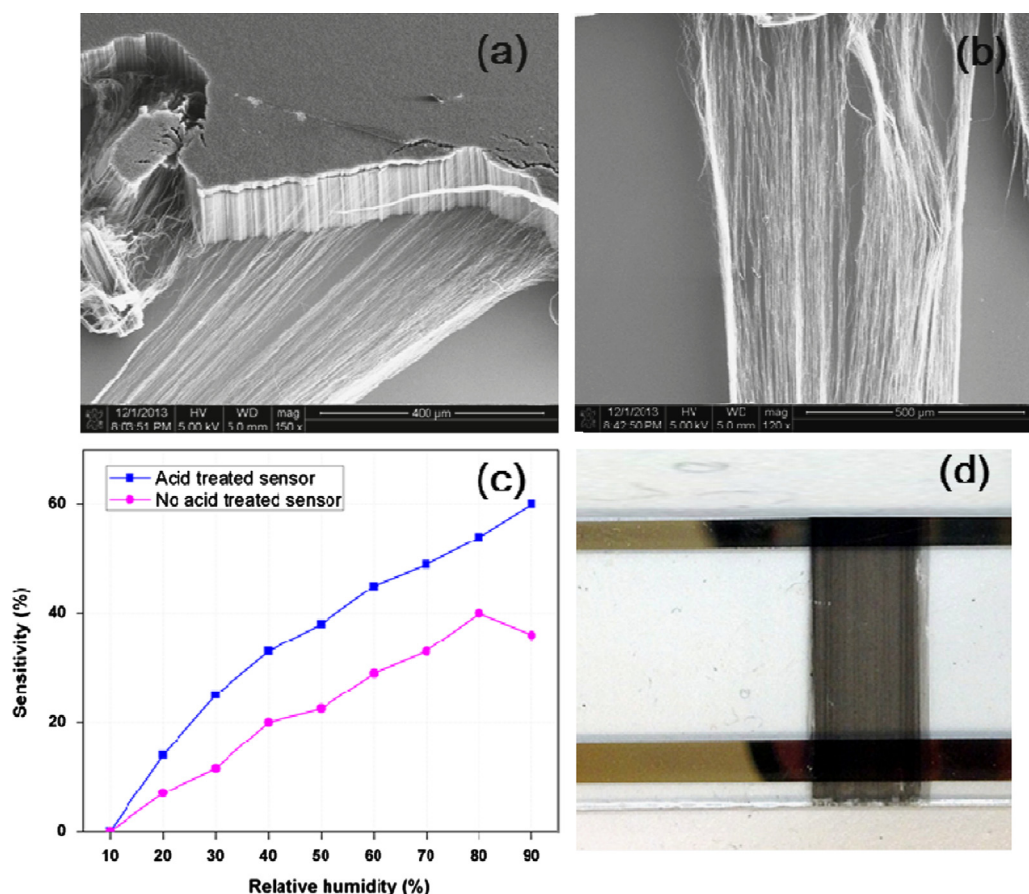 (a)
12/1/2013 HV WD mag 400 µm
8:03:51 PM 5.00 kV 5.0 mm 150 x
(b)
12/1/2013 HV WD mag 500 µm
8:42:50 PM 5.00 kV 5.0 mm 120 x
(c)
Acid treated sensor
No acid treated sensor
60
40
20
0
Sensitivity (%)
10 20 30 40 50 60 70 80 90
Relative humidity (%)
(d)